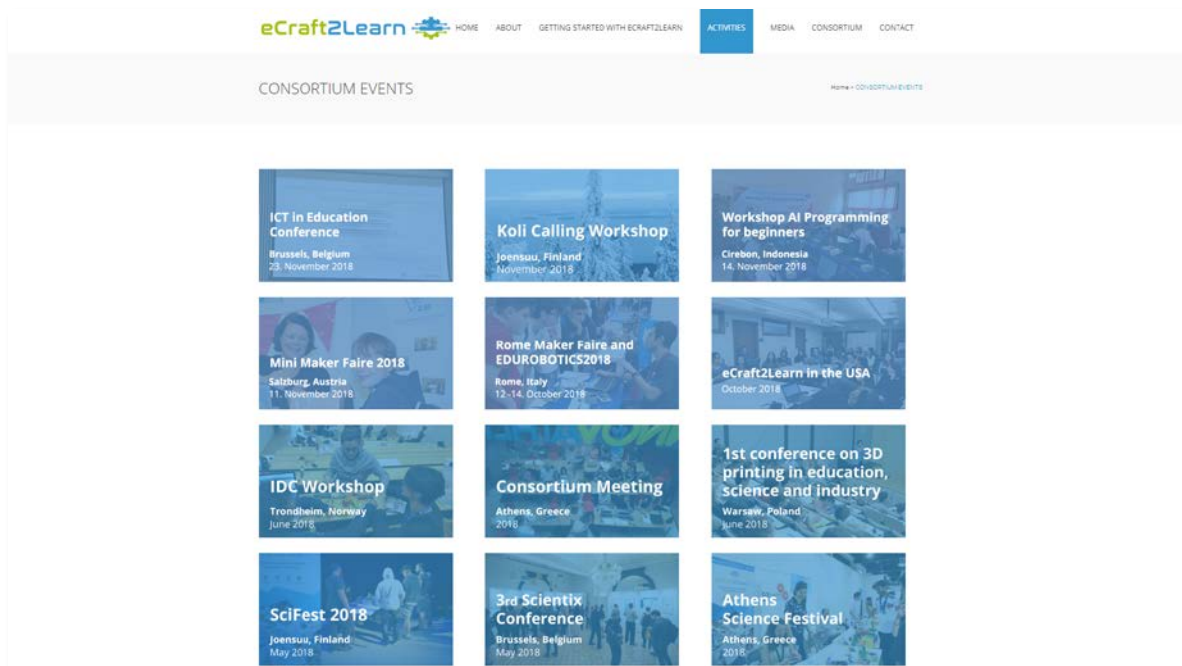 eCraft2Learn
HOME ABOUT GETTING STARTED WITH ECRAFT2LEARN ACTIVITIES MEDIA CONSORTIUM CONTACT
CONSORTIUM EVENTS
Home » CONSORTIUM EVENTS
ICT in Education
Conference
Brussels, Belgium
23. November 2018
Koli Calling Workshop
Joensuu, Finland
November 2018
Workshop AI Programming
for beginners
Cirebon, Indonesia
14. November 2018
Mini Maker Faire 2018
Salzburg, Austria
11. November 2018
Rome Maker Faire and
EDUROBOTICS2018
Rome, Italy
12-14. October 2018
eCraft2Learn in the USA
October 2018
IDC Workshop
Trondheim, Norway
June 2018
Consortium Meeting
Athens, Greece
2018
1st conference on 3D
printing in education,
science and industry
Warsaw, Poland
June 2018
SciFest 2018
Joensuu, Finland
May 2018
3rd Scientix
Conference
Brussels, Belgium
May 2018
Athens
Science Festival
Athens, Greece
2018